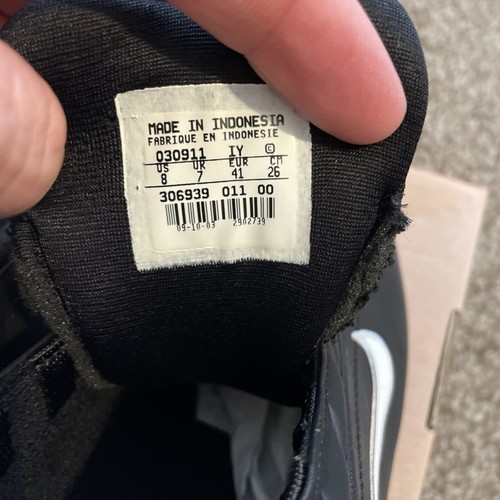 MADE IN INDONESIA
FABRIQUE EN INDONESIE
030911 IY ©
US UK EUR CM
8 7 41 26
306939 011 00
09-10-03 2902739